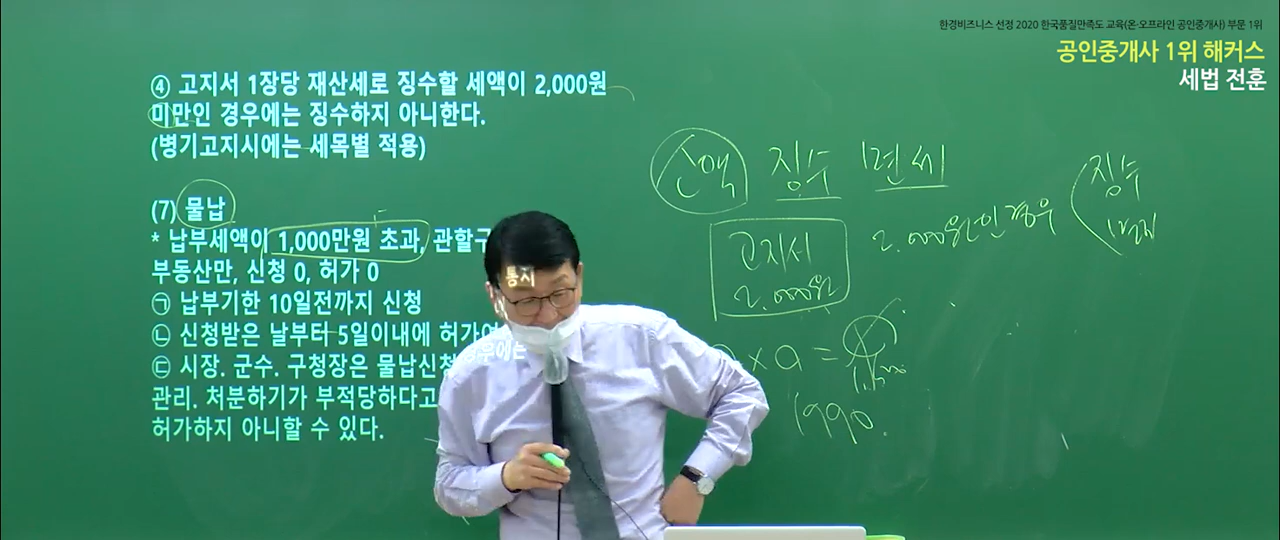 한경비즈니스 선정 2020 한국품질만족도 교육(온·오프라인 공인중개사) 부문 1위
공인중개사 1위 해커스
세법 전훈
④ 고지서 1장당 재산세로 징수할 세액이 2,000원
미만인 경우에는 징수하지 아니한다.
(병기고지시에는 세목별 적용)
(7) 물납
* 납부세액이 1,000만원 초과, 관할구
부동산만, 신청 0, 허가 0
㉠ 납부기한 10일전까지 신청
㉡ 신청받은 날부터 5일이내에 허가여
통지
㉢ 시장. 군수. 구청장은 물납신청 경우에는
관리. 처분하기가 부적당하다고
허가하지 아니할 수 있다.
소액 징수 면제
고지서
2.000원
2.000원인 경우
징수
× a =
1990